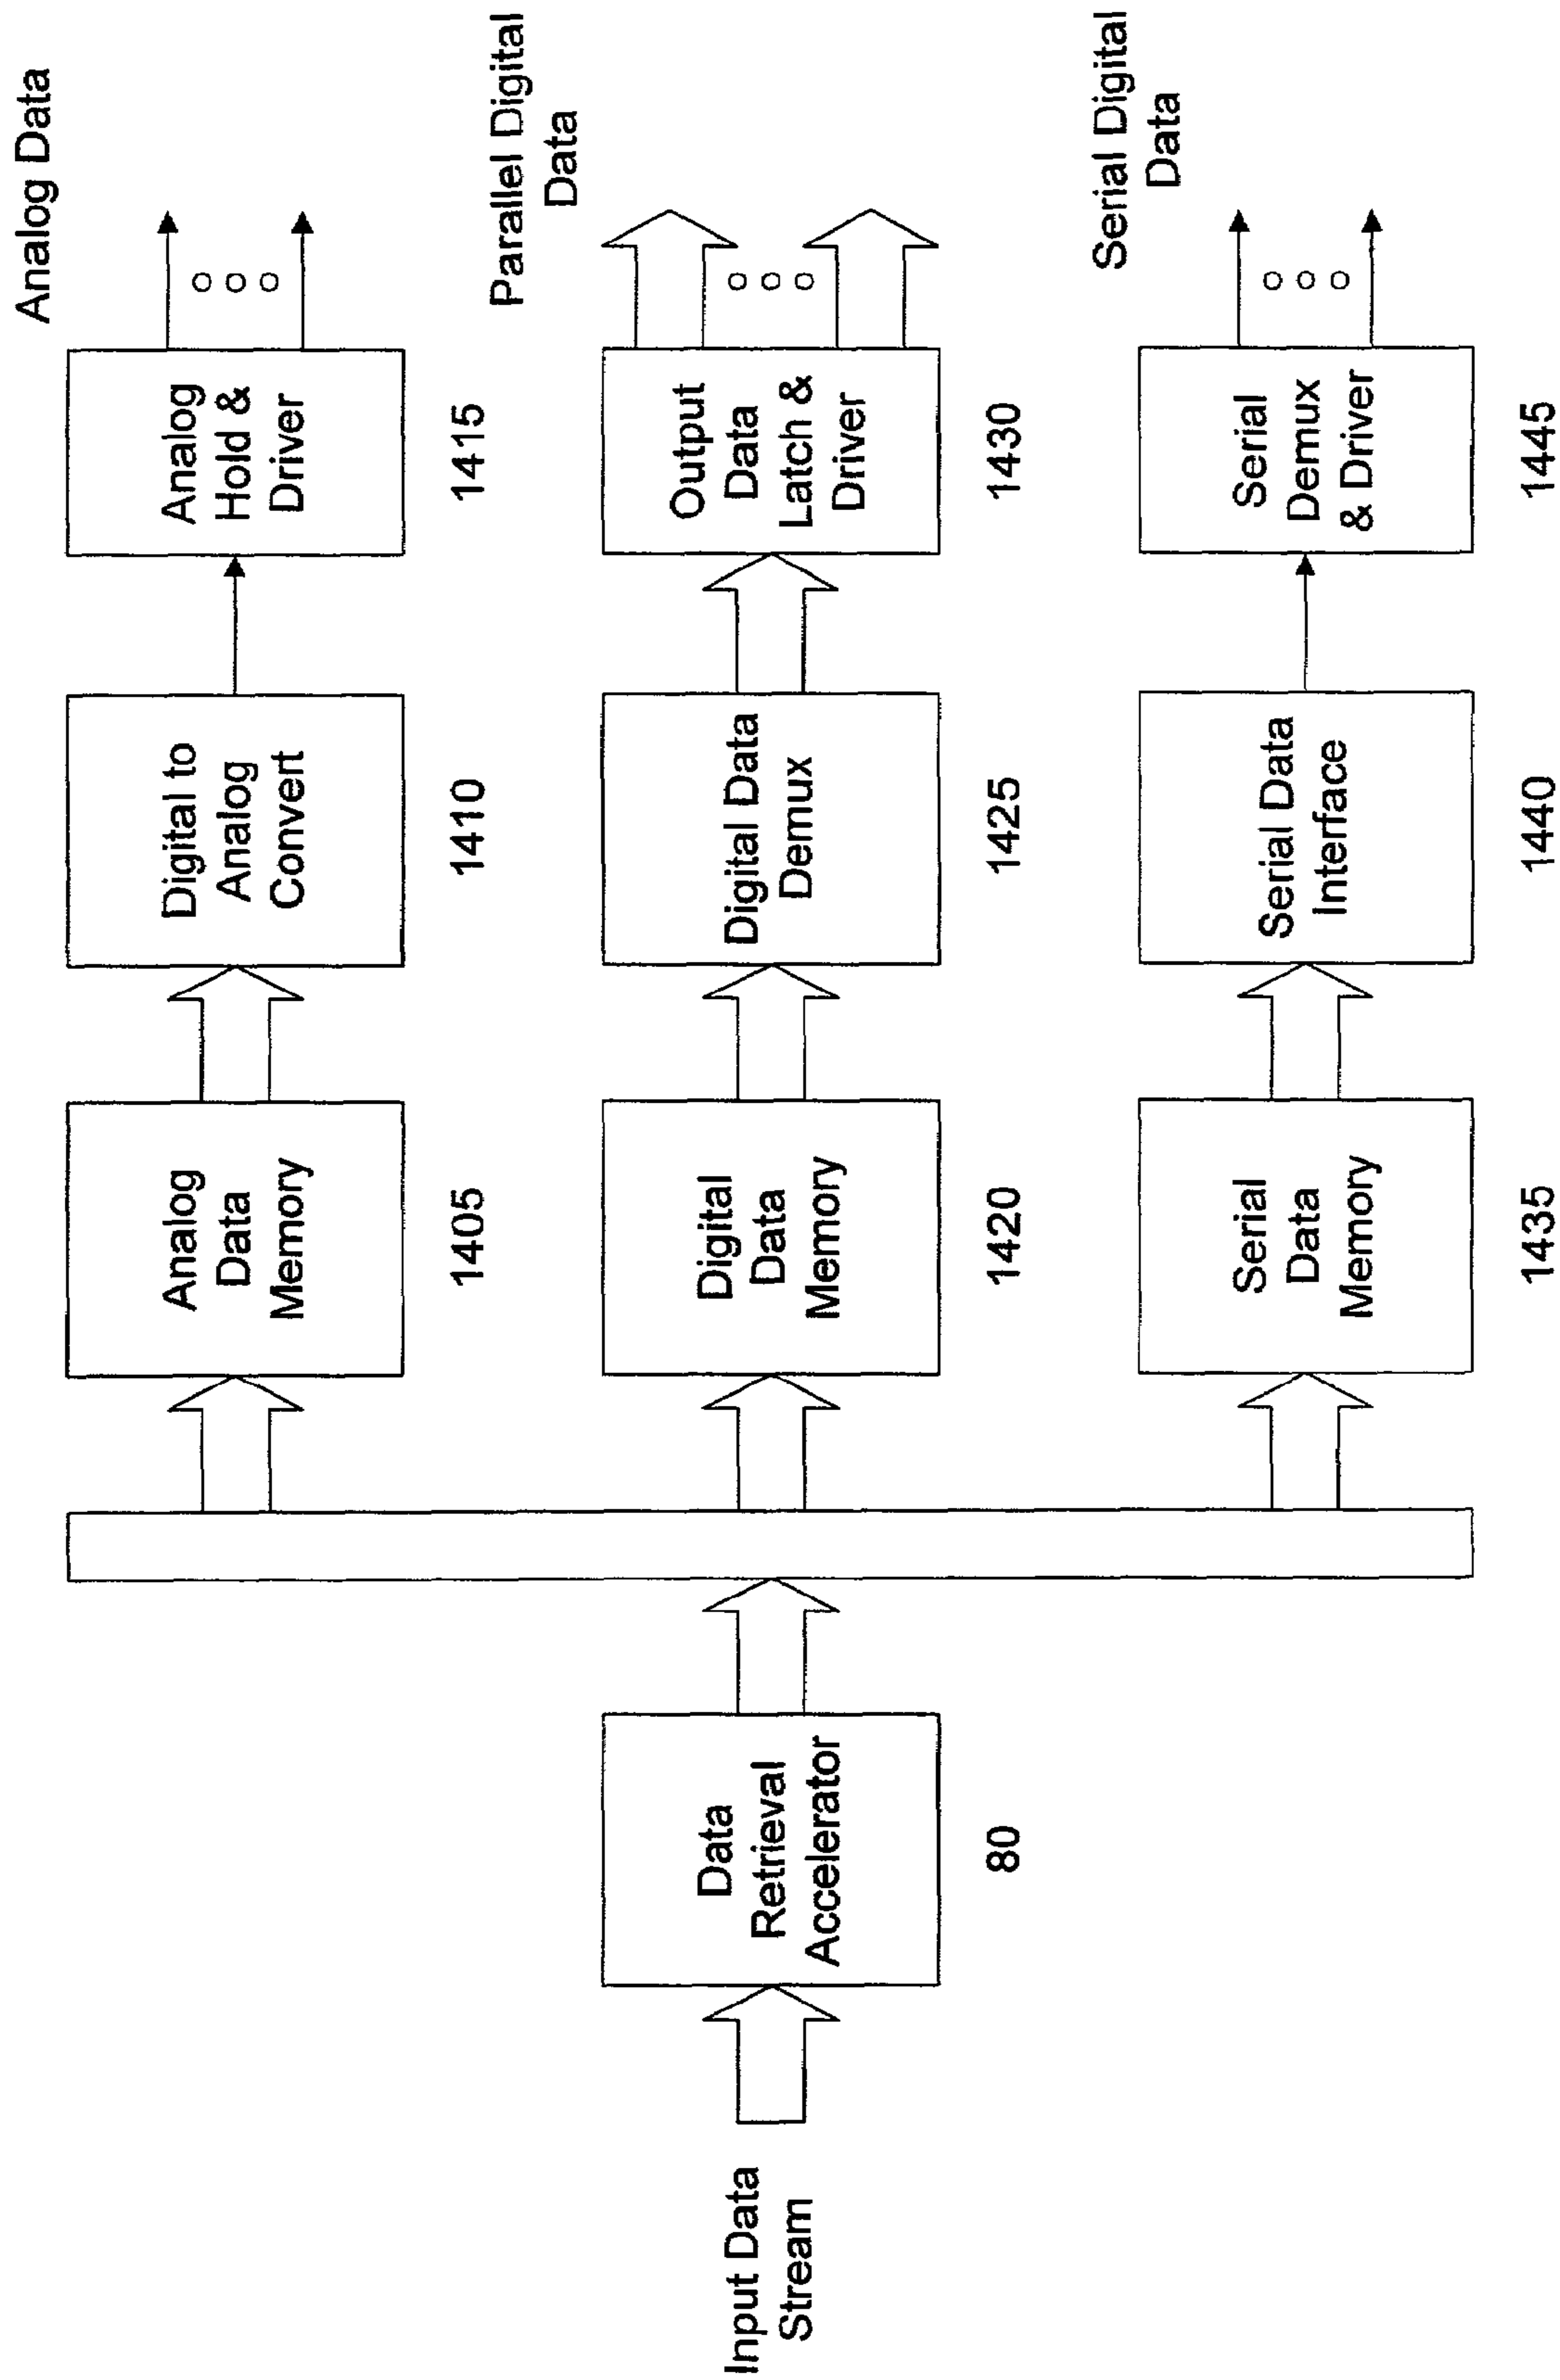 Input Data
Stream
Data
Retrieval
Accelerator
80
Analog
Data
Memory
1405
Digital to
Analog
Convert
1410
Analog
Hold &
Driver
1415
Analog Data
Digital
Data
Memory
1420
Digital Data
Demux
1425
Output
Data
Latch &
Driver
1430
Parallel Digital
Data
Serial
Data
Memory
1435
Serial Data
Interface
1440
Serial
Demux
& Driver
1445
Serial Digital
Data